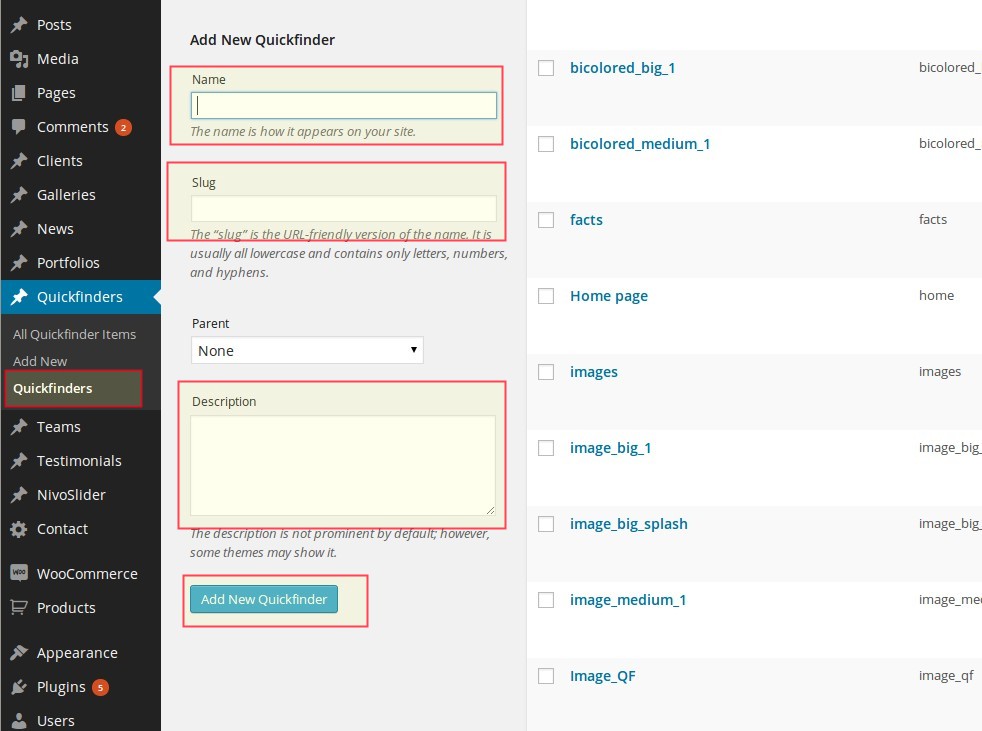 Posts
Media
Pages
Comments 2
Clients
Galleries
News
Portfolios
Quickfinders
All Quickfinder Items
Add New
Quickfinders
Teams
Testimonials
NivoSlider
Contact
WOO WooCommerce
Products
Appearance
Plugins 5
Users
Add New Quickfinder
Name
The name is how it appears on your site.
Slug
The “slug” is the URL-friendly version of the name. It is
usually all lowercase and contains only letters, numbers,
and hyphens.
Parent
None
Description
The description is not prominent by default; however,
some themes may show it.
Add New Quickfinder
bicolored_big_1 bicolored_
bicolored_medium_1 bicolored_
facts facts
Home page home
images images
image_big_1 image_big_
image_big_splash image_big_
image_medium_1 image_me
Image_QF image_qf